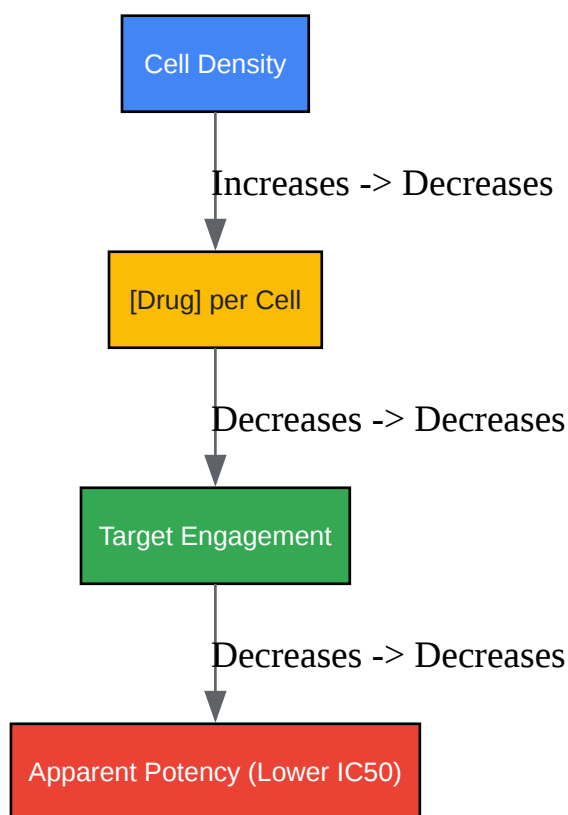 Cell Density
Increases -> Decreases
[Drug] per Cell
Decreases -> Decreases
Target Engagement
Decreases -> Decreases
Apparent Potency (Lower IC50)